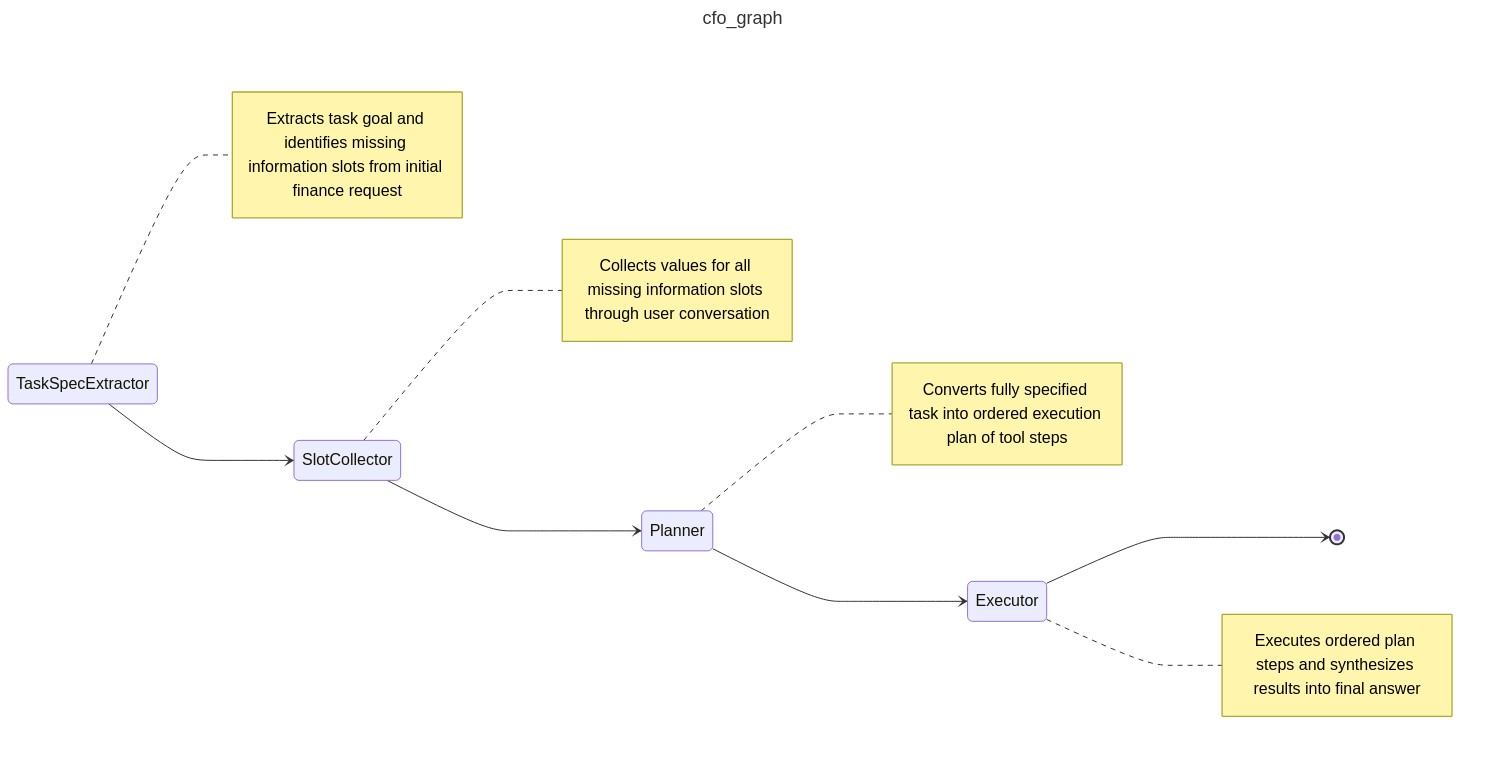 cfo_graph
Extracts task goal and
identifies missing
information slots from initial
finance request
Collects values for all
missing information slots
through user conversation
TaskSpecExtractor
Converts fully specified
task into ordered execution
plan of tool steps
SlotCollector
Planner
Executor
Executes ordered plan
steps and synthesizes
results into final answer